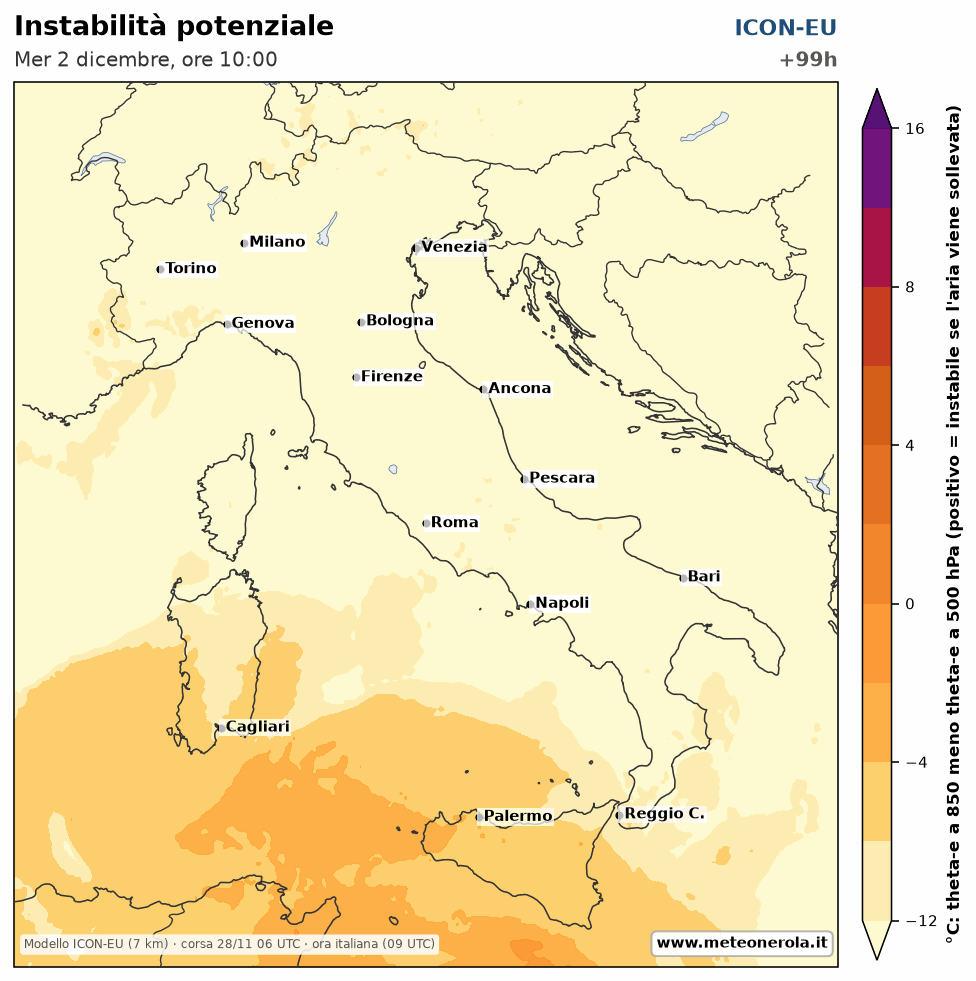 Instabilità potenziale
ICON-EU
Mer 2 dicembre, ore 10:00
+99h
Milano
Venezia
Torino
Genova
Bologna
Firenze
Ancona
Pescara
Roma
Bari
Napoli
Cagliari
Palermo
Reggio C.
16
8
4
0
−4
−12
°C: theta-e a 850 meno theta-e a 500 hPa (positivo = instabile se l'aria viene sollevata)
Modello ICON-EU (7 km) · corsa 28/11 06 UTC · ora italiana (09 UTC)
www.meteonerola.it